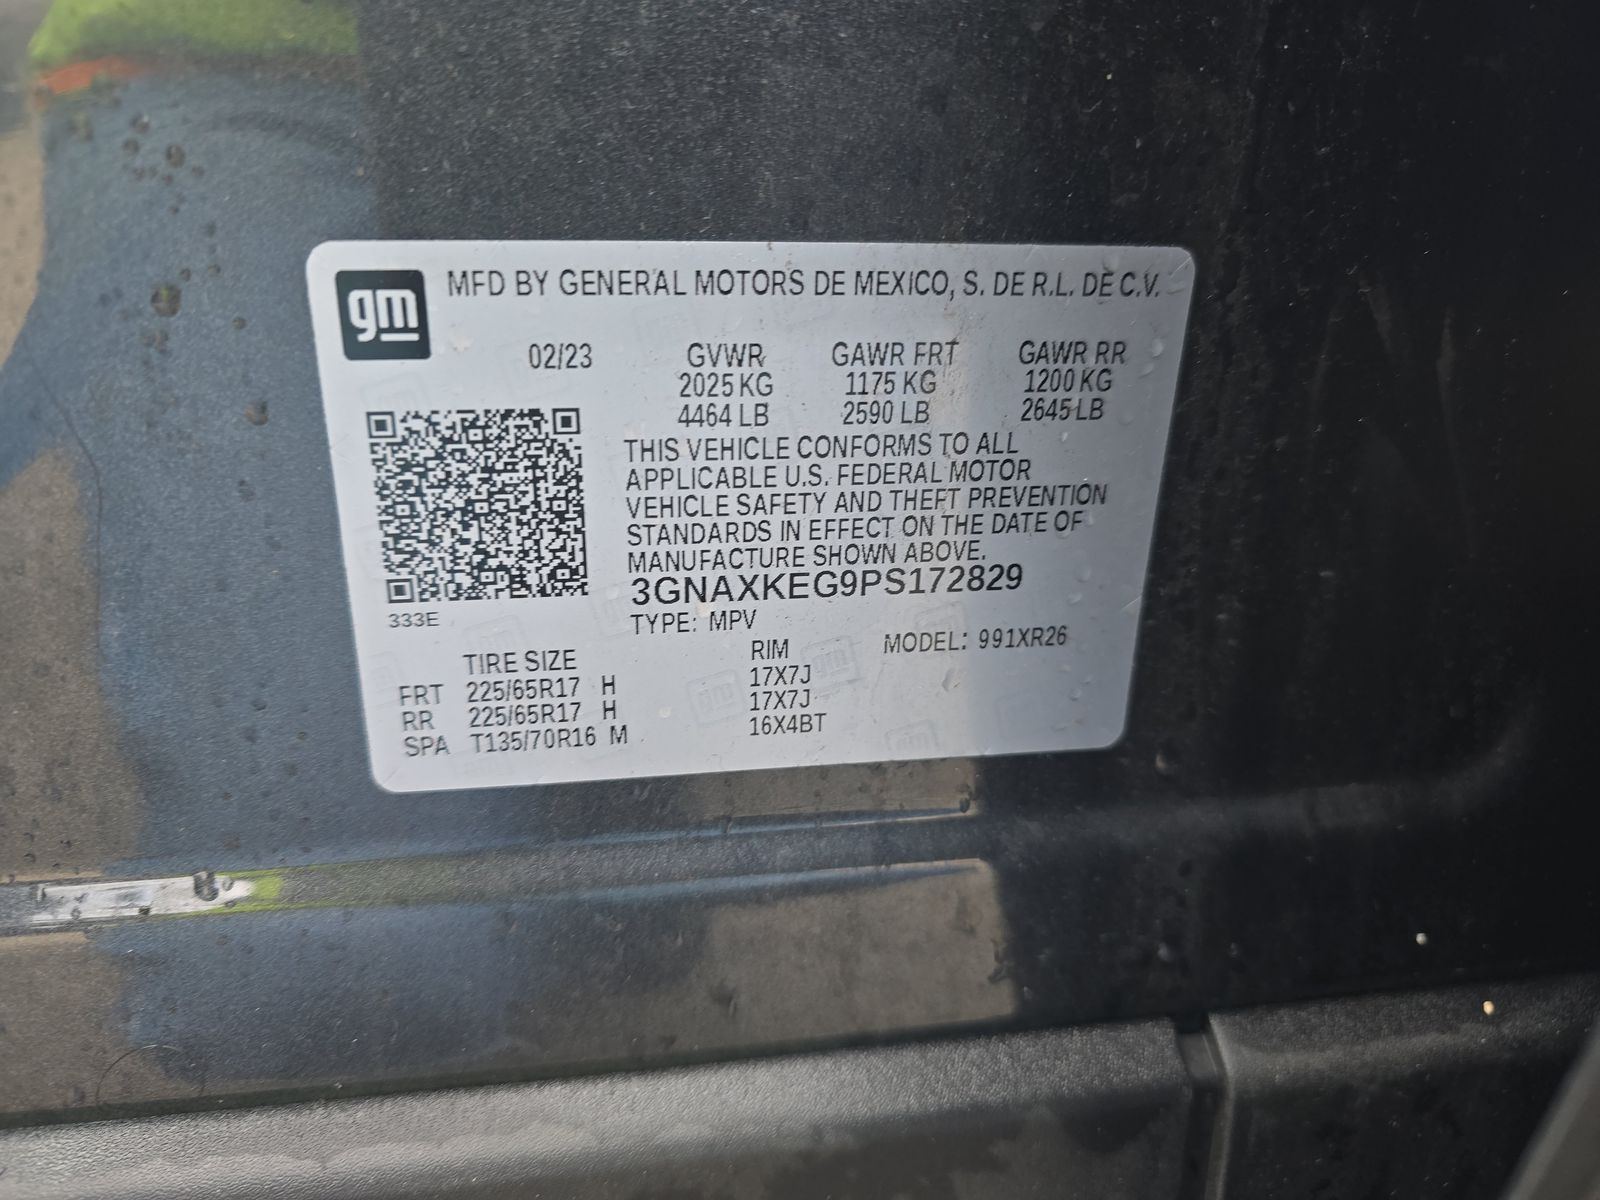 gm MFD BY GENERAL MOTORS DE MEXICO, S. DE R.L. DE C.V.
02/23 GVWR GAWR FRT GAWR RR
2025 KG 1175 KG 1200 KG
4464 LB 2590 LB 2645 LB
THIS VEHICLE CONFORMS TO ALL
APPLICABLE U.S. FEDERAL MOTOR
VEHICLE SAFETY AND THEFT PREVENTION
STANDARDS IN EFFECT ON THE DATE OF
MANUFACTURE SHOWN ABOVE.
3GNAXKEG9PS172829
333E
TYPE: MPV
MODEL: 991XR26
TIRE SIZE RIM
FRT 225/65R17 H 17X7J
RR 225/65R17 H 17X7J
SPA T135/70R16 M 16X4BT